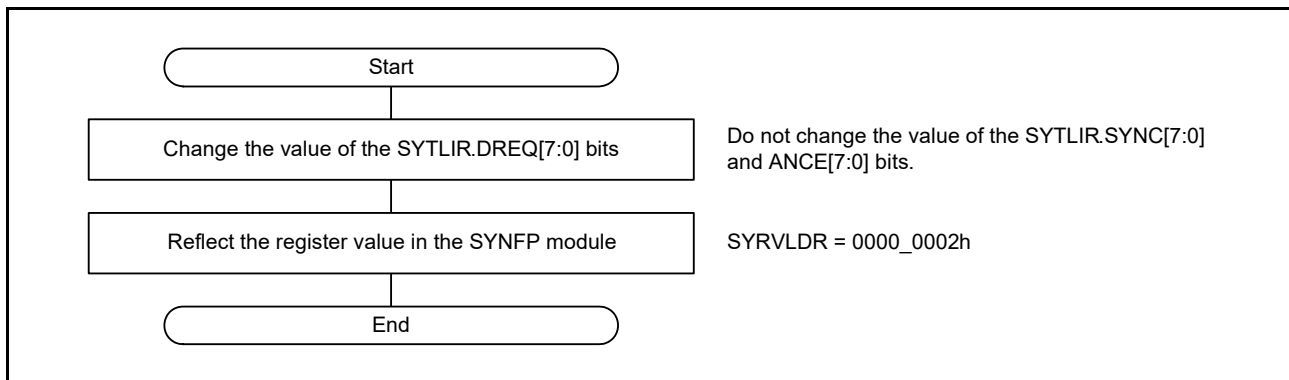 Start
Change the value of the SYTLIR.DREQ[7:0] bits
Do not change the value of the SYTLIR.SYNC[7:0]
and ANCE[7:0] bits.
Reflect the register value in the SYNFP module
SYRVLDR = 0000_0002h
End